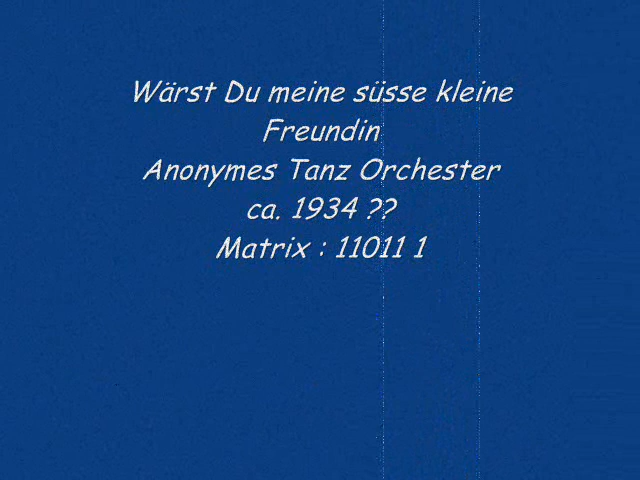 Wärst Du meine süsse kleine
Freundin
Anonymes Tanz Orchester
ca. 1934 ??
Matrix : 11011 1